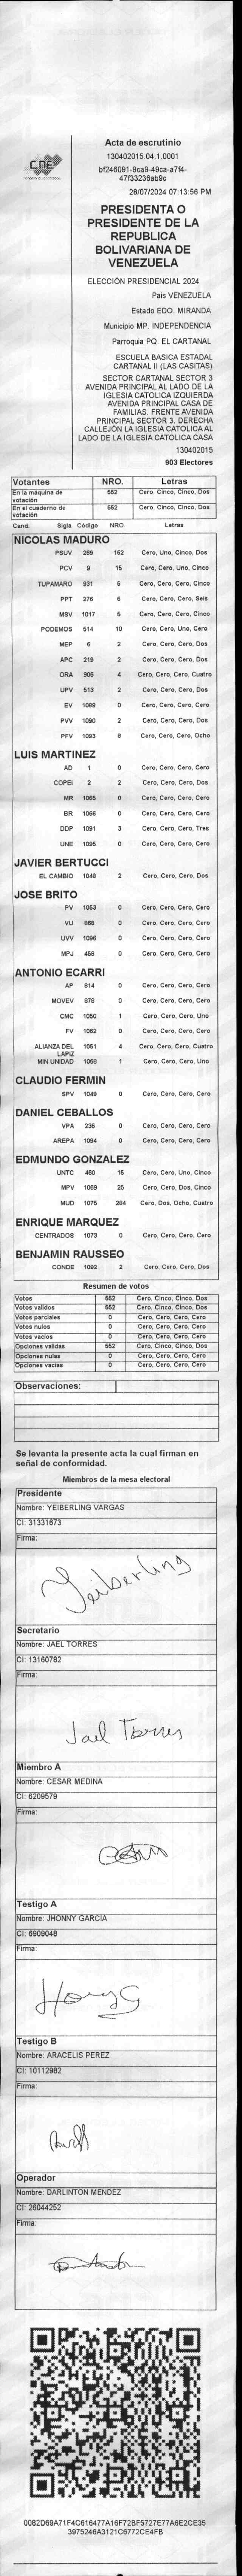 CNE
Acta de escrutinio
130402015.04.1.0001
bf246091-9ca9-49ca-a7f4-
47f33236ab9c
28/07/2024 07:13:56 PM
PRESIDENTA O
PRESIDENTE DE LA
REPUBLICA
BOLIVARIANA DE
VENEZUELA
ELECCIÓN PRESIDENCIAL 2024
Pais VENEZUELA
Estado EDO. MIRANDA
Municipio MP. INDEPENDENCIA
Parroquia PQ. EL CARTANAL
ESCUELA BASICA ESTADAL
CARTANAL II (LAS CASITAS)
SECTOR CARTANAL SECTOR 3
AVENIDA PRINCIPAL AL LADO DE LA
IGLESIA CATOLICA IZQUIERDA
AVENIDA PRINCIPAL CASA DE
FAMILIAS. FRENTE AVENIDA
PRINCIPAL SECTOR 3. DERECHA
CALLEJÓN LA IGLESIA CATOLICA AL
LADO DE LA IGLESIA CATOLICA CASA
130402015
903 Electores
Votantes NRO. Letras
En la máquina de votación 552 Cero, Cinco, Cinco, Dos
En el cuaderno de votación 552 Cero, Cinco, Cinco, Dos
Cand. Sigla Código NRO. Letras
NICOLAS MADURO
PSUV 269 152 Cero, Uno, Cinco, Dos
PCV 9 15 Cero, Cero, Uno, Cinco
TUPAMARO 931 5 Cero, Cero, Cero, Cinco
PPT 276 6 Cero, Cero, Cero, Seis
MSV 1017 5 Cero, Cero, Cero, Cinco
PODEMOS 514 10 Cero, Cero, Uno, Cero
MEP 6 2 Cero, Cero, Cero, Dos
APC 219 2 Cero, Cero, Cero, Dos
ORA 906 4 Cero, Cero, Cero, Cuatro
UPV 513 2 Cero, Cero, Cero, Dos
EV 1089 0 Cero, Cero, Cero, Cero
PVV 1090 2 Cero, Cero, Cero, Dos
PFV 1093 8 Cero, Cero, Cero, Ocho
LUIS MARTINEZ
AD 1 0 Cero, Cero, Cero, Cero
COPEI 2 2 Cero, Cero, Cero, Dos
MR 1065 0 Cero, Cero, Cero, Cero
BR 1066 0 Cero, Cero, Cero, Cero
DDP 1091 3 Cero, Cero, Cero, Tres
UNE 1095 0 Cero, Cero, Cero, Cero
JAVIER BERTUCCI
EL CAMBIO 1048 2 Cero, Cero, Cero, Dos
JOSE BRITO
PV 1053 0 Cero, Cero, Cero, Cero
VU 868 0 Cero, Cero, Cero, Cero
UVV 1096 0 Cero, Cero, Cero, Cero
MPJ 458 0 Cero, Cero, Cero, Cero
ANTONIO ECARRI
AP 814 0 Cero, Cero, Cero, Cero
MOVEV 878 0 Cero, Cero, Cero, Cero
CMC 1050 1 Cero, Cero, Cero, Uno
FV 1062 0 Cero, Cero, Cero, Cero
ALIANZA DEL LAPIZ 1051 4 Cero, Cero, Cero, Cuatro
MIN UNIDAD 1058 1 Cero, Cero, Cero, Uno
CLAUDIO FERMIN
SPV 1049 0 Cero, Cero, Cero, Cero
DANIEL CEBALLOS
VPA 236 0 Cero, Cero, Cero, Cero
AREPA 1094 0 Cero, Cero, Cero, Cero
EDMUNDO GONZALEZ
UNTC 460 15 Cero, Cero, Uno, Cinco
MPV 1069 25 Cero, Cero, Dos, Cinco
MUD 1075 284 Cero, Dos, Ocho, Cuatro
ENRIQUE MARQUEZ
CENTRADOS 1073 0 Cero, Cero, Cero, Cero
BENJAMIN RAUSSEO
CONDE 1092 2 Cero, Cero, Cero, Dos
Resumen de votos
Votos 552 Cero, Cinco, Cinco, Dos
Votos validos 552 Cero, Cinco, Cinco, Dos
Votos parciales 0 Cero, Cero, Cero, Cero
Votos nulos 0 Cero, Cero, Cero, Cero
Votos vacios 0 Cero, Cero, Cero, Cero
Opciones validas 552 Cero, Cinco, Cinco, Dos
Opciones nulas 0 Cero, Cero, Cero, Cero
Opciones vacias 0 Cero, Cero, Cero, Cero
Observaciones:
Se levanta la presente acta la cual firman en
señal de conformidad.
Miembros de la mesa electoral
Presidente
Nombre: YEIBERLING VARGAS
CI: 31331673
Firma:
Yeiberling
Secretario
Nombre: JAEL TORRES
CI: 13160782
Firma:
Jael Torres
Miembro A
Nombre: CESAR MEDINA
CI: 6209579
Firma:
Testigo A
Nombre: JHONNY GARCIA
CI: 6909048
Firma:
Testigo B
Nombre: ARACELIS PEREZ
CI: 10112982
Firma:
Operador
Nombre: DARLINTON MENDEZ
CI: 26044252
Firma:
0082D69A71F4C616477A16F72BF5727E77A6E2CE35
3975246A3121C6772CE4FB